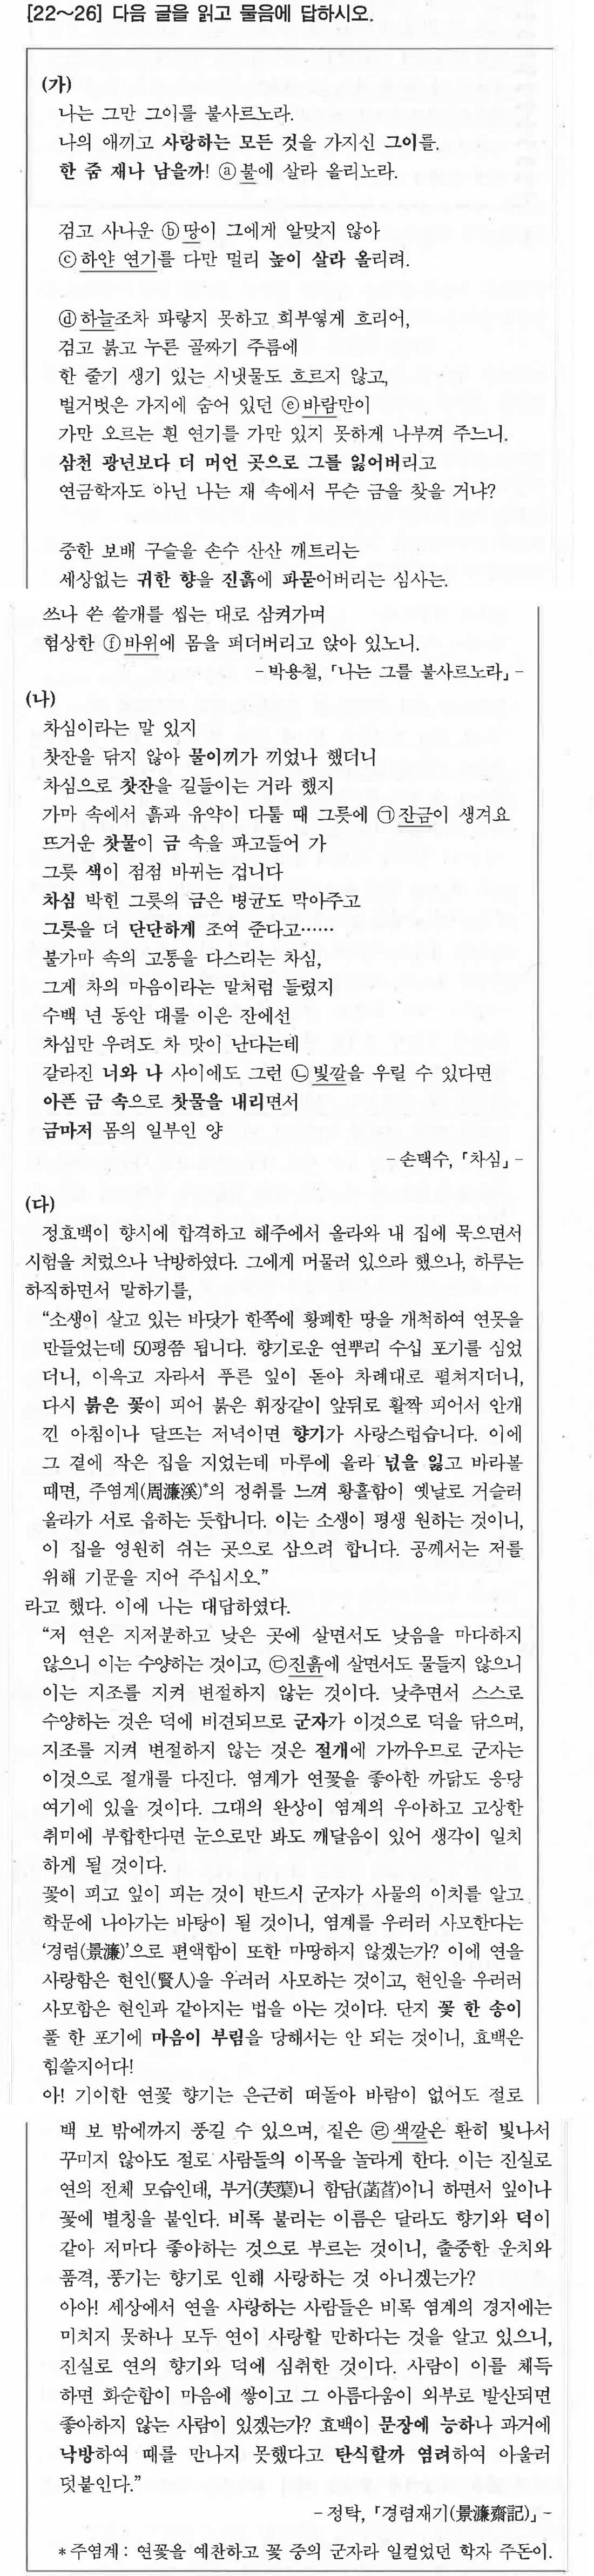 [22~26] 다음 글을 읽고 물음에 답하시오.
(가)
나는 그만 그이를 불사르노라.
나의 애끼고 사랑하는 모든 것을 가지신 그이를.
한 줌 재나 남을까! ⓐ불에 살라 올리노라.
검고 사나운 ⓑ땅이 그에게 알맞지 않아
ⓒ하얀 연기를 다만 멀리 높이 살라 올리려.
ⓓ하늘조차 파랗지 못하고 희부옇게 흐리어,
검고 붉고 누른 골짜기 주름에
한 줄기 생기 있는 시냇물도 흐르지 않고,
벌거벗은 가지에 숨어 있던 ⓔ바람만이
가만 오르는 흰 연기를 가만 있지 못하게 나부껴 주느니.
삼천 광년보다 더 머언 곳으로 그를 잃어버리고
연금학자도 아닌 나는 재 속에서 무슨 금을 찾을 거냐?
중한 보배 구슬을 손수 산산 깨트리는
세상없는 귀한 향을 진흙에 파묻어버리는 심사는.
쓰나 쓴 쓸개를 씹는 대로 삼켜가며
험상한 ⓕ바위에 몸을 퍼더버리고 앉아 있노니.
- 박용철, 「나는 그를 불사르노라」 -
(나)
차심이라는 말 있지
찻잔을 닦지 않아 물이끼가 끼었나 했더니
차심으로 찻잔을 길들이는 거라 했지
가마 속에서 흙과 유약이 다툴 때 그릇에 ㉠잔금이 생겨요
뜨거운 찻물이 금 속을 파고들어 가
그릇 색이 점점 바뀌는 겁니다
차심 박힌 그릇의 금은 병균도 막아주고
그릇을 더 단단하게 조여 준다고……
불가마 속의 고통을 다스리는 차심,
그게 차의 마음이라는 말처럼 들렸지
수백 년 동안 대를 이은 잔에선
차심만 우려도 차 맛이 난다는데
갈라진 너와 나 사이에도 그런 ㉡빛깔을 우릴 수 있다면
아픈 금 속으로 찻물을 내리면서
금마저 몸의 일부인 양
- 손택수, 「차심」 -
(다)
정효백이 향시에 합격하고 해주에서 올라와 내 집에 묵으면서
시험을 치렀으나 낙방하였다. 그에게 머물러 있으라 했으나, 하루는
하직하면서 말하기를,
“소생이 살고 있는 바닷가 한쪽에 황폐한 땅을 개척하여 연못을
만들었는데 50평쯤 됩니다. 향기로운 연뿌리 수십 포기를 심었
더니, 이윽고 자라서 푸른 잎이 돋아 차례대로 펼쳐지더니,
다시 붉은 꽃이 피어 붉은 휘장같이 앞뒤로 활짝 피어서 안개
낀 아침이나 달뜨는 저녁이면 향기가 사랑스럽습니다. 이에
그 곁에 작은 집을 지었는데 마루에 올라 넋을 잃고 바라볼
때면, 주염계(周濂溪)*의 정취를 느껴 황홀함이 옛날로 거슬러
올라가 서로 읍하는 듯합니다. 이는 소생이 평생 원하는 것이니,
이 집을 영원히 쉬는 곳으로 삼으려 합니다. 공께서는 저를
위해 기문을 지어 주십시오.”
라고 했다. 이에 나는 대답하였다.
“저 연은 지저분하고 낮은 곳에 살면서도 낮음을 마다하지
않으니 이는 수양하는 것이고, ㉢진흙에 살면서도 물들지 않으니
이는 지조를 지켜 변절하지 않는 것이다. 낮추면서 스스로
수양하는 것은 덕에 비견되므로 군자가 이것으로 덕을 닦으며,
지조를 지켜 변절하지 않는 것은 절개에 가까우므로 군자는
이것으로 절개를 다진다. 염계가 연꽃을 좋아한 까닭도 응당
여기에 있을 것이다. 그대의 완상이 염계의 우아하고 고상한
취미에 부합한다면 눈으로만 봐도 깨달음이 있어 생각이 일치
하게 될 것이다.
꽃이 피고 잎이 피는 것이 반드시 군자가 사물의 이치를 알고
학문에 나아가는 바탕이 될 것이니, 염계를 우러러 사모한다는
‘경렴(景濂)’으로 편액함이 또한 마땅하지 않겠는가? 이에 연을
사랑함은 현인(賢人)을 우러러 사모하는 것이고, 현인을 우러러
사모함은 현인과 같아지는 법을 아는 것이다. 단지 꽃 한 송이
풀 한 포기에 마음이 부림을 당해서는 안 되는 것이니, 효백은
힘쓸지어다!
아! 기이한 연꽃 향기는 은근히 떠돌아 바람이 없어도 절로
백 보 밖에까지 풍길 수 있으며, 짙은 ㉣색깔은 환히 빛나서
꾸미지 않아도 절로 사람들의 이목을 놀라게 한다. 이는 진실로
연의 전체 모습인데, 부거(芙蕖)니 함담(菡萏)이니 하면서 잎이나
꽃에 별칭을 붙인다. 비록 불리는 이름은 달라도 향기와 덕이
같아 저마다 좋아하는 것으로 부르는 것이니, 출중한 운치와
품격, 풍기는 향기로 인해 사랑하는 것 아니겠는가?
아아! 세상에서 연을 사랑하는 사람들은 비록 염계의 경지에는
미치지 못하나 모두 연이 사랑할 만하다는 것을 알고 있으니,
진실로 연의 향기와 덕에 심취한 것이다. 사람이 이를 체득
하면 화순함이 마음에 쌓이고 그 아름다움이 외부로 발산되면
좋아하지 않는 사람이 있겠는가? 효백이 문장에 능하나 과거에
낙방하여 때를 만나지 못했다고 탄식할까 염려하여 아울러
덧붙인다.”
- 정탁, 「경렴재기(景濂齋記)」 -
* 주염계 : 연꽃을 예찬하고 꽃 중의 군자라 일컬었던 학자 주돈이.